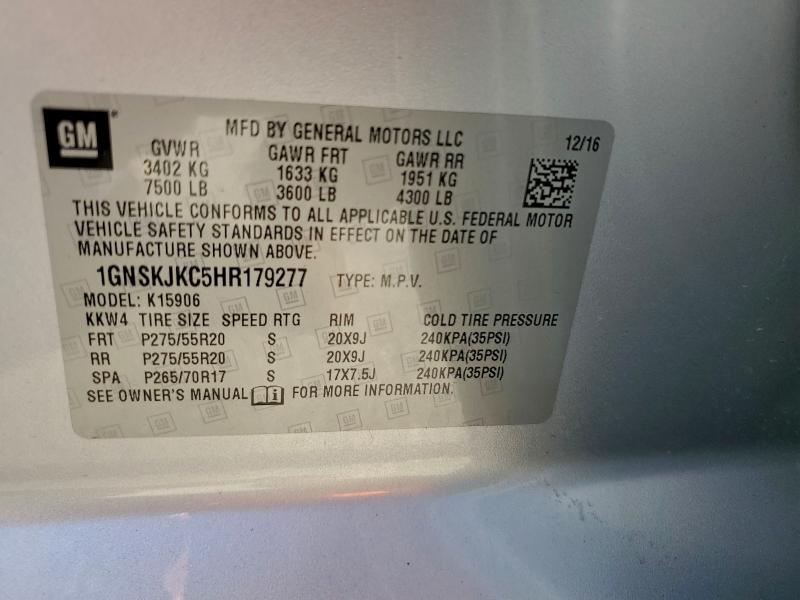 GM
MFD BY GENERAL MOTORS LLC 12/16
GVWR GAWR FRT GAWR RR
3402 KG 1633 KG 1951 KG
7500 LB 3600 LB 4300 LB
THIS VEHICLE CONFORMS TO ALL APPLICABLE U.S. FEDERAL MOTOR
VEHICLE SAFETY STANDARDS IN EFFECT ON THE DATE OF
MANUFACTURE SHOWN ABOVE.
1GNSKJKC5HR179277 TYPE: M.P.V.
MODEL: K15906
KKW4 TIRE SIZE SPEED RTG RIM COLD TIRE PRESSURE
FRT P275/55R20 S 20X9J 240KPA(35PSI)
RR P275/55R20 S 20X9J 240KPA(35PSI)
SPA P265/70R17 S 17X7.5J 240KPA(35PSI)
SEE OWNER'S MANUAL i FOR MORE INFORMATION.